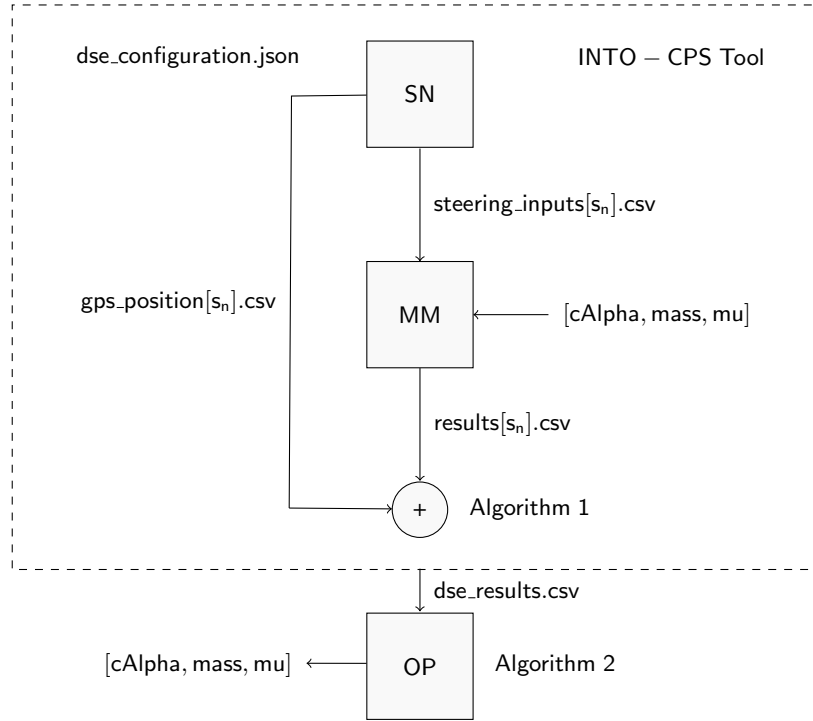 dse_configuration.json
SN
INTO – CPS Tool
steering_inputs[sₙ].csv
gps_position[sₙ].csv
MM
[cAlpha, mass, mu]
results[sₙ].csv
+
Algorithm 1
dse_results.csv
[cAlpha, mass, mu]
OP
Algorithm 2